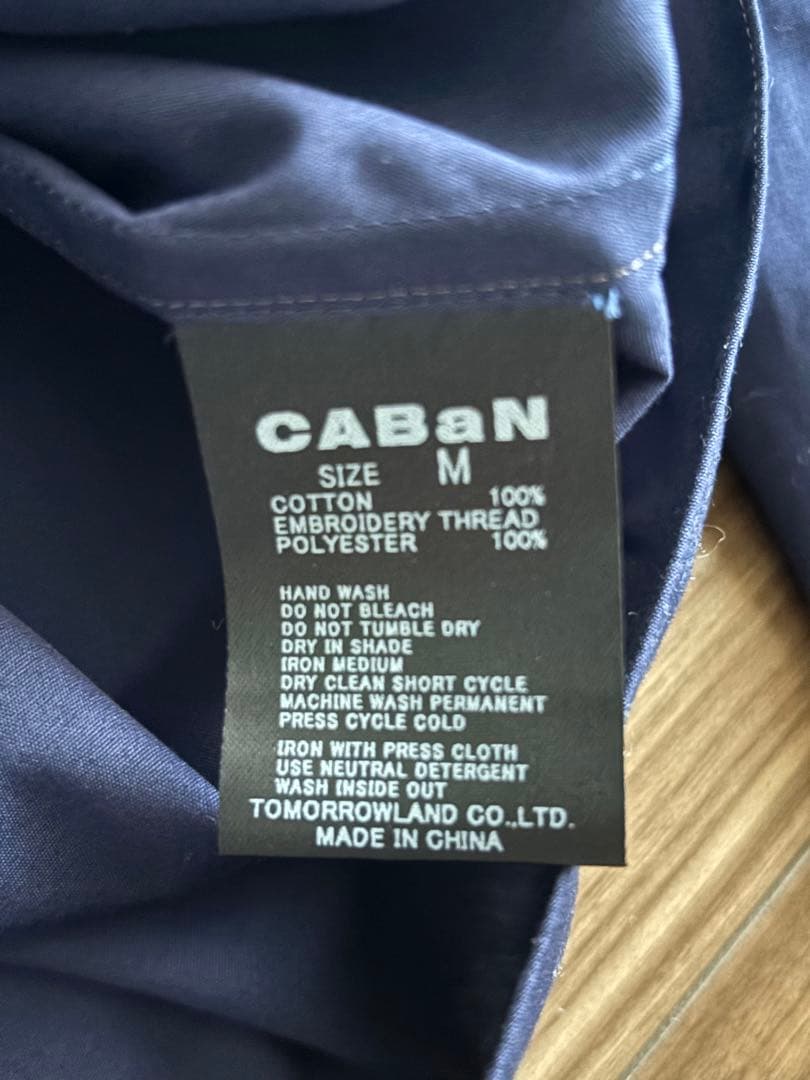 CABaN
SIZE M
COTTON 100%
EMBROIDERY THREAD
POLYESTER 100%
HAND WASH
DO NOT BLEACH
DO NOT TUMBLE DRY
DRY IN SHADE
IRON MEDIUM
DRY CLEAN SHORT CYCLE
MACHINE WASH PERMANENT
PRESS CYCLE COLD
IRON WITH PRESS CLOTH
USE NEUTRAL DETERGENT
WASH INSIDE OUT
TOMORROWLAND CO.,LTD.
MADE IN CHINA